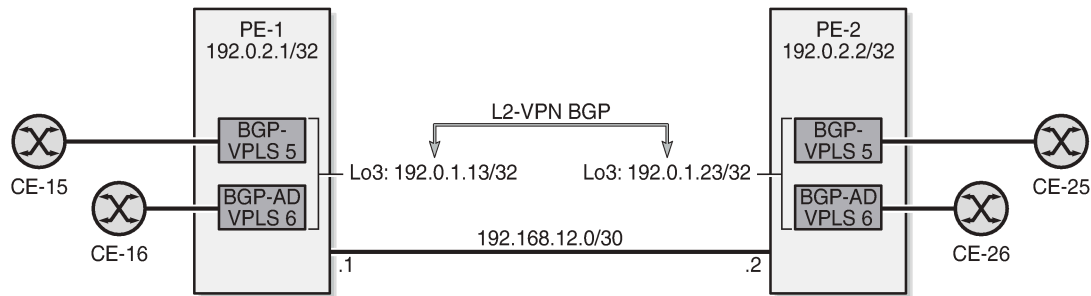 PE-1
192.0.2.1/32
PE-2
192.0.2.2/32
L2-VPN BGP
BGP-
VPLS 5
BGP-
VPLS 5
CE-15
Lo3: 192.0.1.13/32
Lo3: 192.0.1.23/32
CE-25
BGP-AD
VPLS 6
BGP-AD
VPLS 6
CE-16
192.168.12.0/30
CE-26
.1
.2